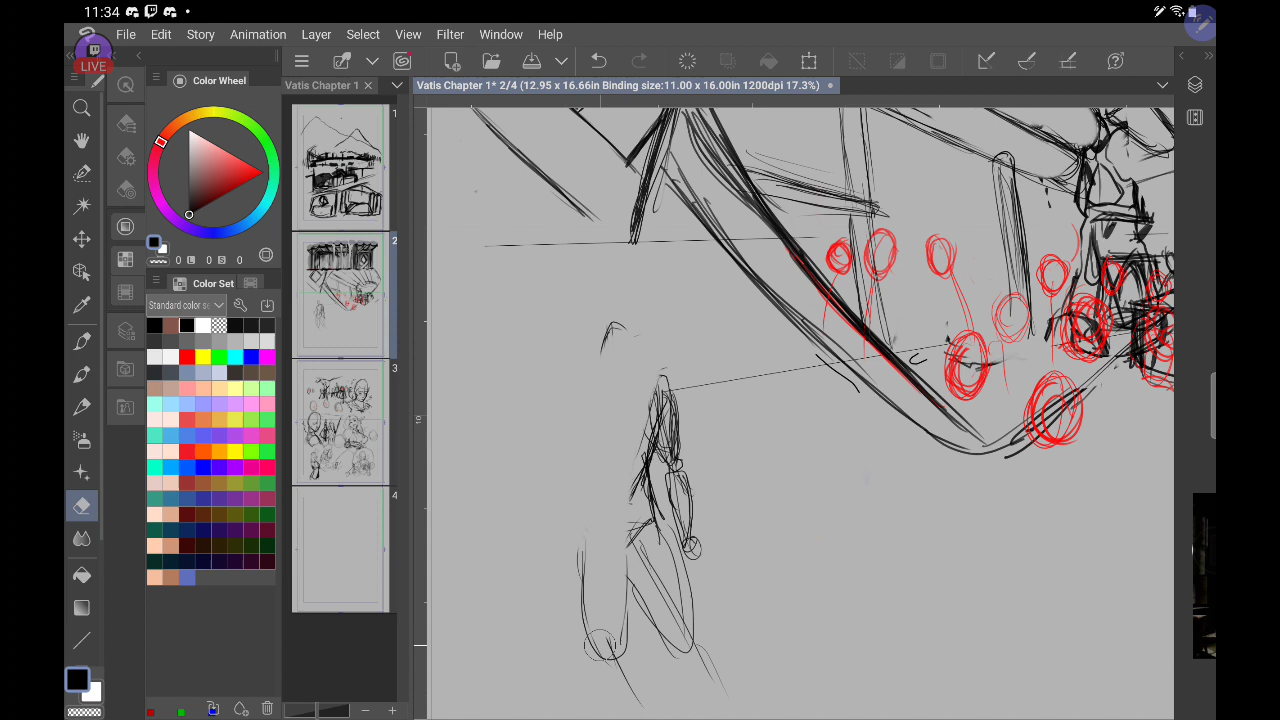 11:34
File Edit Story Animation Layer Select View Filter Window Help
LIVE
Color Wheel
Vatis Chapter 1
Vatis Chapter 1* 2/4 (12.95 x 16.66in Binding size:11.00 x 16.00in 1200dpi 17.3%)
0 L 0 S 0
Color Set
Standard color s
1
2
3
4
10